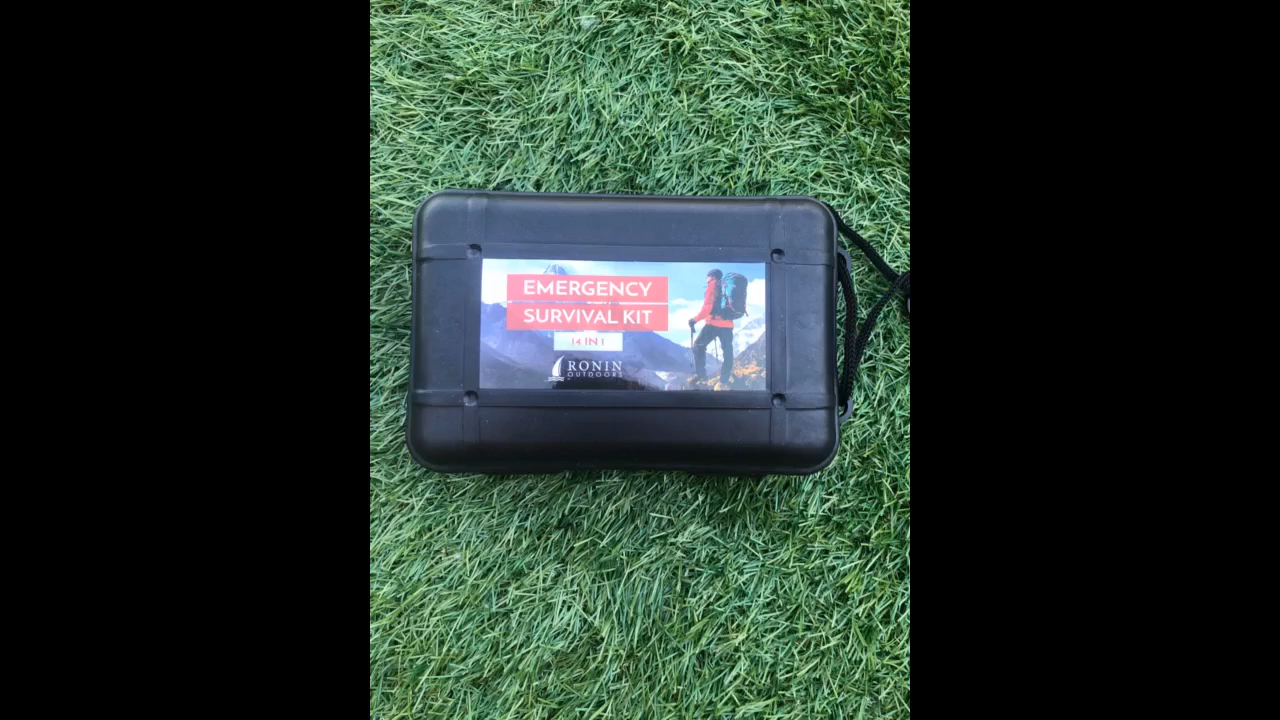 EMERGENCY
SURVIVAL KIT
14 IN 1
RONIN
OUTDOORS